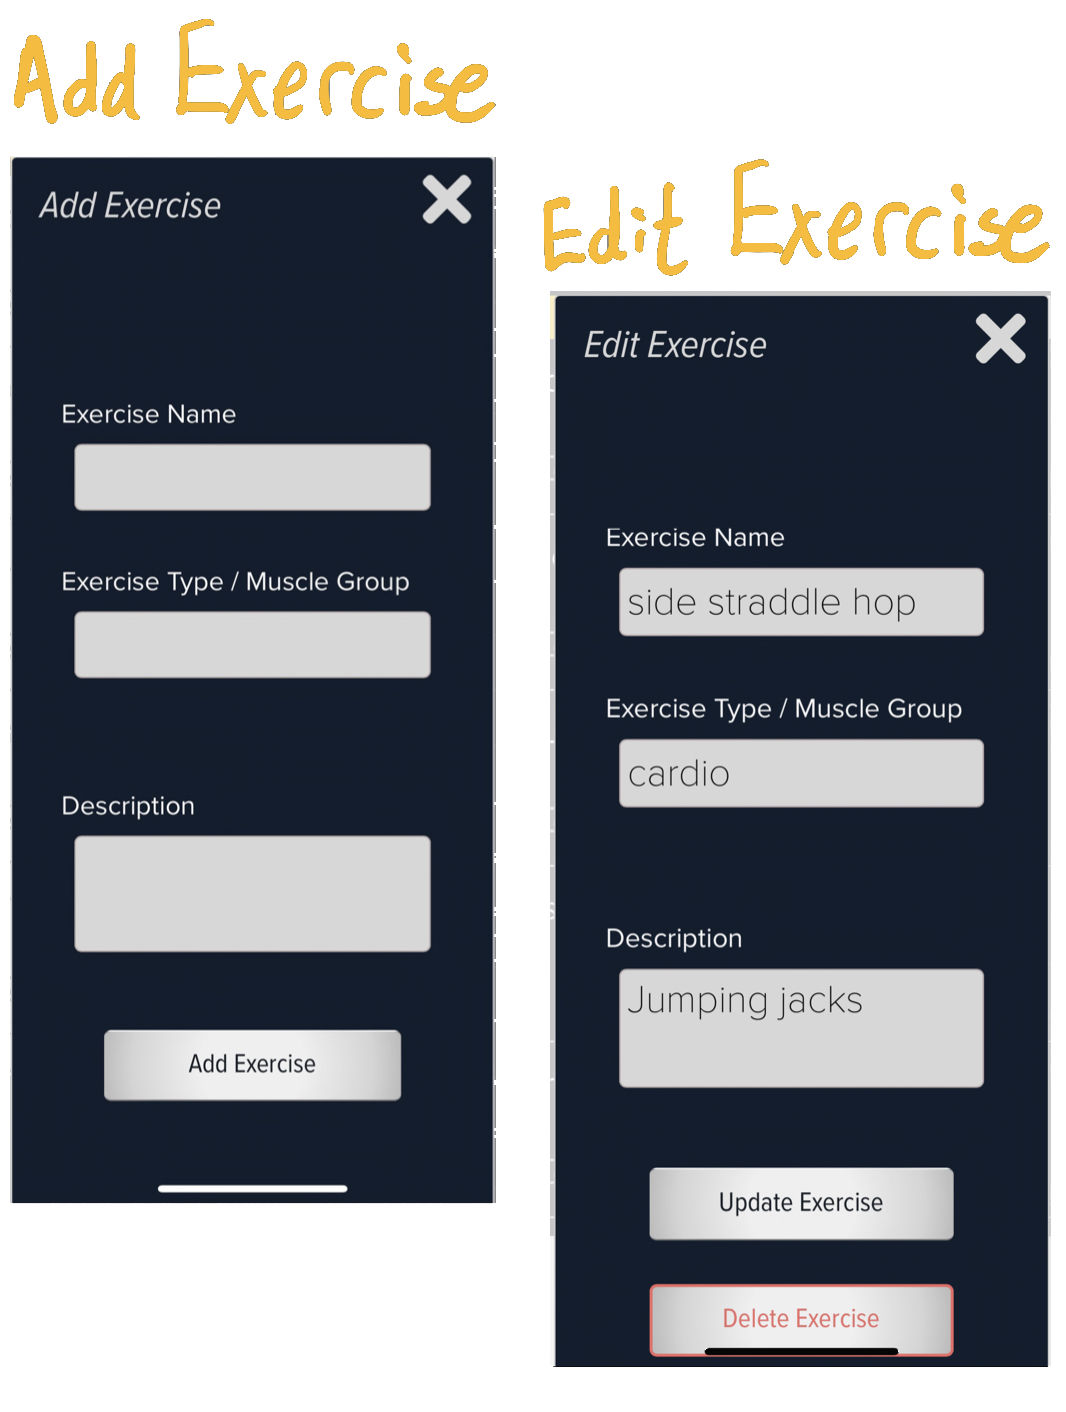 Add Exercise
Add Exercise
Exercise Name
Exercise Type / Muscle Group
Description
Add Exercise
Edit Exercise
Edit Exercise
Exercise Name
side straddle hop
Exercise Type / Muscle Group
cardio
Description
Jumping jacks
Update Exercise
Delete Exercise